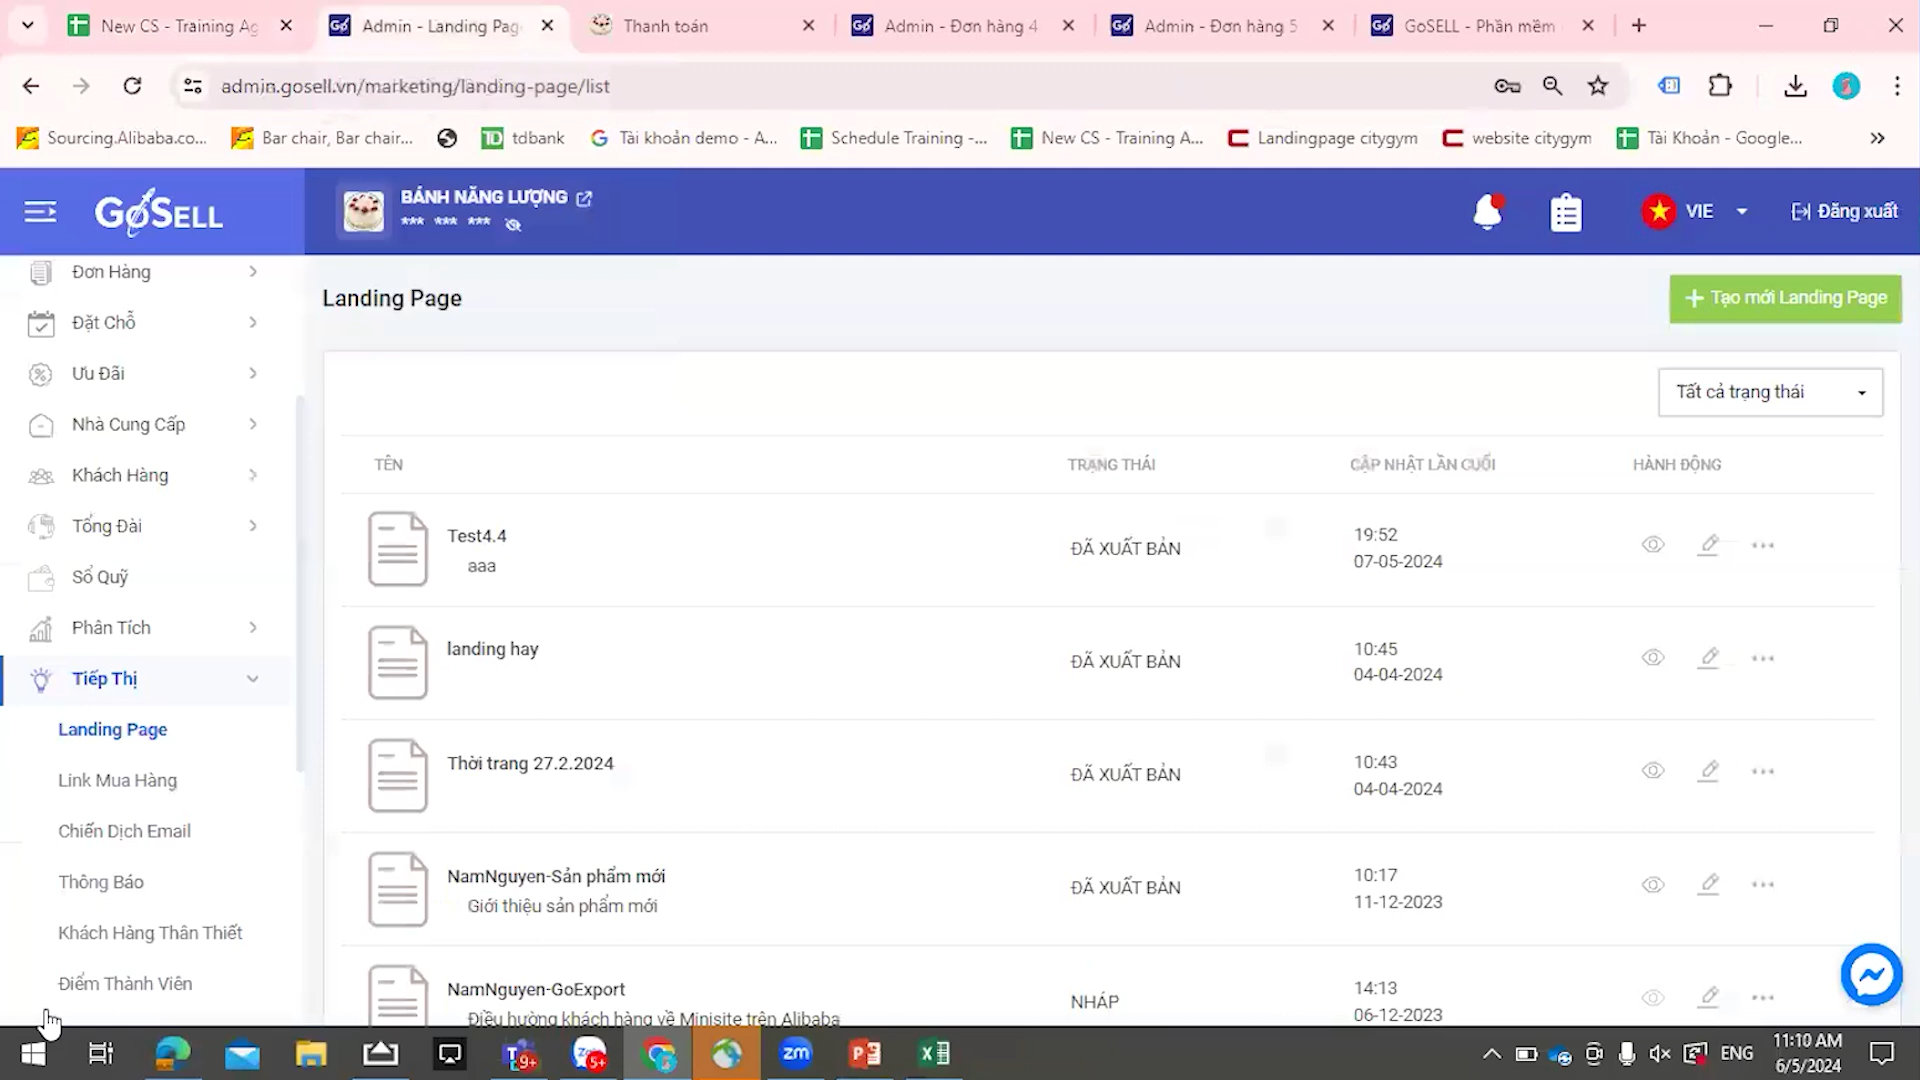 New CS - Training Ag
Admin - Landing Pag
Thanh toán
Admin - Đơn hàng 4
Admin - Đơn hàng 5
GoSELL - Phần mềm
admin.gosell.vn/marketing/landing-page/list
Sourcing.Alibaba.co...
Bar chair, Bar chair...
tdbank
Tài khoản demo - A...
Schedule Training -...
New CS - Training A...
Landingpage citygym
website citygym
Tài Khoản - Google...
GoSELL
BÁNH NĂNG LƯỢNG
*** *** ***
VIE
Đăng xuất
Đơn Hàng
Đặt Chỗ
Ưu Đãi
Nhà Cung Cấp
Khách Hàng
Tổng Đài
Sổ Quỹ
Phân Tích
Tiếp Thị
Landing Page
Link Mua Hàng
Chiến Dịch Email
Thông Báo
Khách Hàng Thân Thiết
Điểm Thành Viên
Landing Page
+ Tạo mới Landing Page
Tất cả trạng thái
TÊN
TRẠNG THÁI
CẬP NHẬT LẦN CUỐI
HÀNH ĐỘNG
Test4.4
aaa
ĐÃ XUẤT BẢN
19:52
07-05-2024
landing hay
ĐÃ XUẤT BẢN
10:45
04-04-2024
Thời trang 27.2.2024
ĐÃ XUẤT BẢN
10:43
04-04-2024
NamNguyen-Sản phẩm mới
Giới thiệu sản phẩm mới
ĐÃ XUẤT BẢN
10:17
11-12-2023
NamNguyen-GoExport
Điều hường khách hàng về Minisite trên Alibaba
NHÁP
14:13
06-12-2023
9+
5+
zm
ENG
11:10 AM
6/5/2024